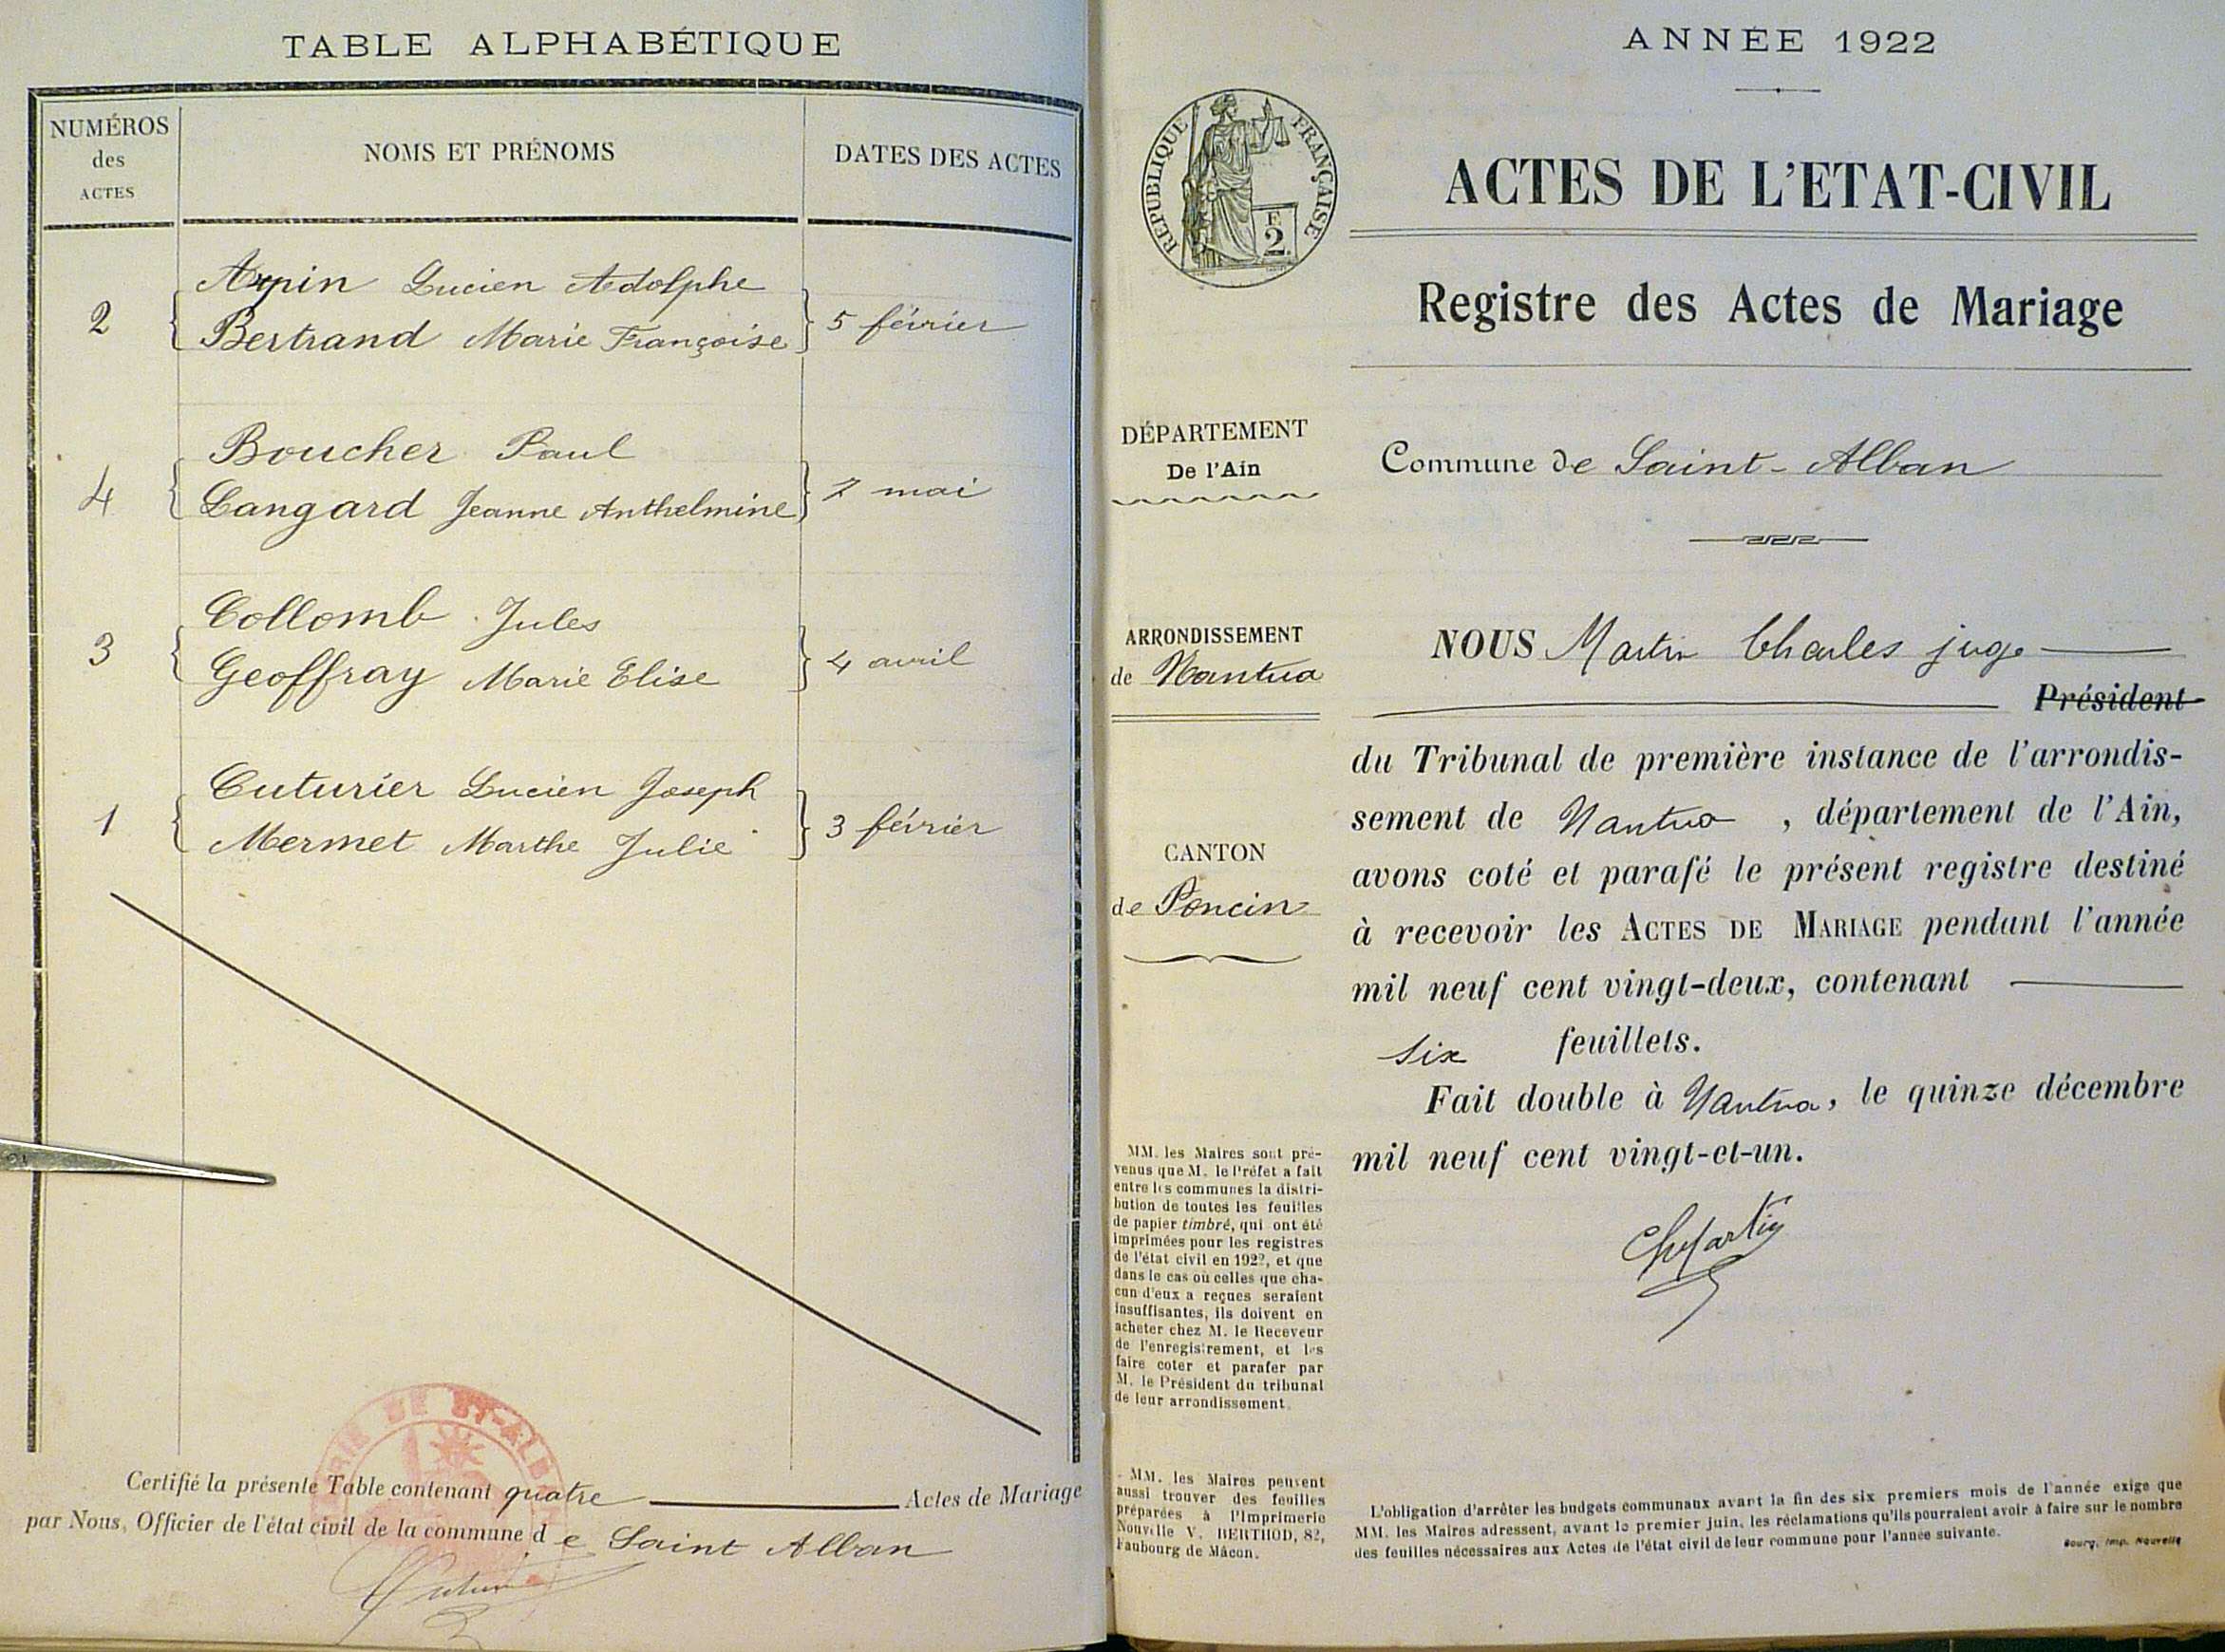 TABLE ALPHABÉTIQUE
NUMÉROS
des
ACTES
NOMS ET PRÉNOMS
DATES DES ACTES
Arpin Lucien Adolphe
2
Bertrand Marie Françoise
5 février
Boucher Paul
4
Langard Jeanne Anthelmine
2 mai
Collomb Jules
3
Geoffray Marie Elise
4 avril
Cuturier Lucien Joseph
1
Mermet Marthe Julie
3 février
MAIRIE DE ST-ALBAN
Certifié la présente Table contenant quatre Actes de Mariage
par Nous, Officier de l'état civil de la commune de Saint Alban
ANNÉE 1922
RÉPUBLIQUE FRANÇAISE
F.
2.
ACTES DE L'ETAT-CIVIL
Registre des Actes de Mariage
DÉPARTEMENT
De l'Ain
Commune de Saint-Alban
ARRONDISSEMENT
de Nantua
NOUS Martin Charles juge
Président
du Tribunal de première instance de l'arrondis-
sement de Nantua, département de l'Ain,
CANTON
de Poncin
avons coté et parafé le présent registre destiné
à recevoir les ACTES DE MARIAGE pendant l'année
mil neuf cent vingt-deux, contenant
six feuillets.
Fait double à Nantua, le quinze décembre
mil neuf cent vingt-et-un.
ChMartin
MM. les Maires sont pré-
venus que M. le Préfet a fait
entre les communes la distri-
bution de toutes les feuilles
de papier timbré, qui ont été
imprimées pour les registres
de l'état civil en 1922, et que
dans le cas où celles que cha-
cun d'eux a reçues seraient
insuffisantes, ils doivent en
acheter chez M. le Receveur
de l'enregistrement, et les
faire coter et parafer par
M. le Président du tribunal
de leur arrondissement.
MM. les Maires peuvent
aussi trouver des feuilles
préparées à l'Imprimerie
Nouvelle V. BERTHOD, 82,
Faubourg de Mâcon.
L'obligation d'arrêter les budgets communaux avant la fin des six premiers mois de l'année exige que
MM. les Maires adressent, avant le premier juin, les réclamations qu'ils pourraient avoir à faire sur le nombre
des feuilles nécessaires aux Actes de l'état civil de leur commune pour l'année suivante.
Bourg, Imp. Nouvelle